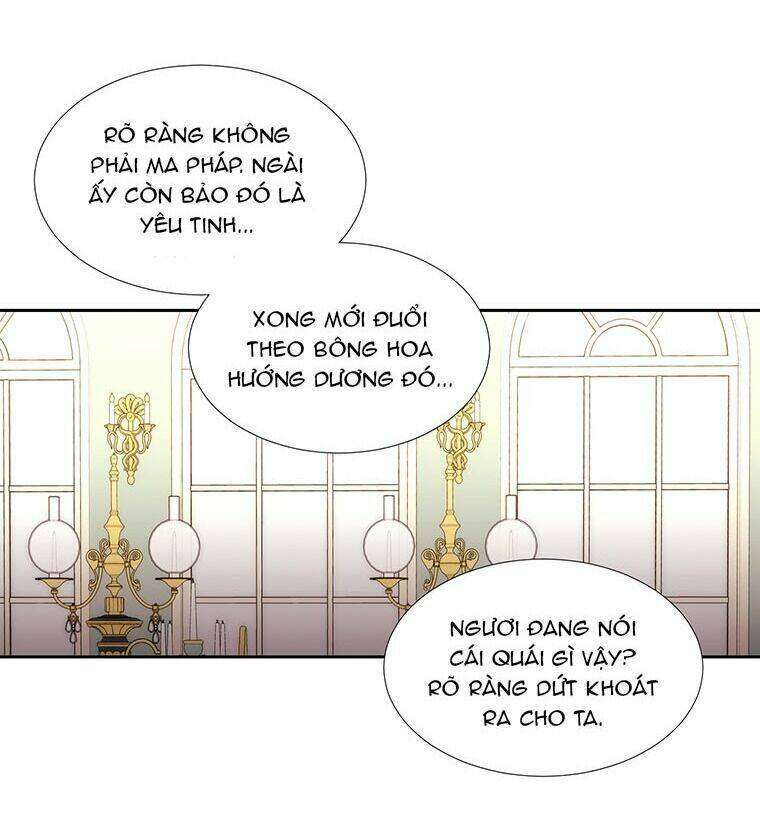 RÕ RÀNG KHÔNG
PHẢI MA PHÁP. NGÀI
ẤY CÒN BẢO ĐÓ LÀ
YÊU TINH...
XONG MỚI ĐUỔI
THEO BÔNG HOA
HƯỚNG DƯƠNG ĐÓ...
NGƯƠI ĐANG NÓI
CÁI QUÁI GÌ VẬY?
RÕ RÀNG DỨT KHOÁT
RA CHO TA.